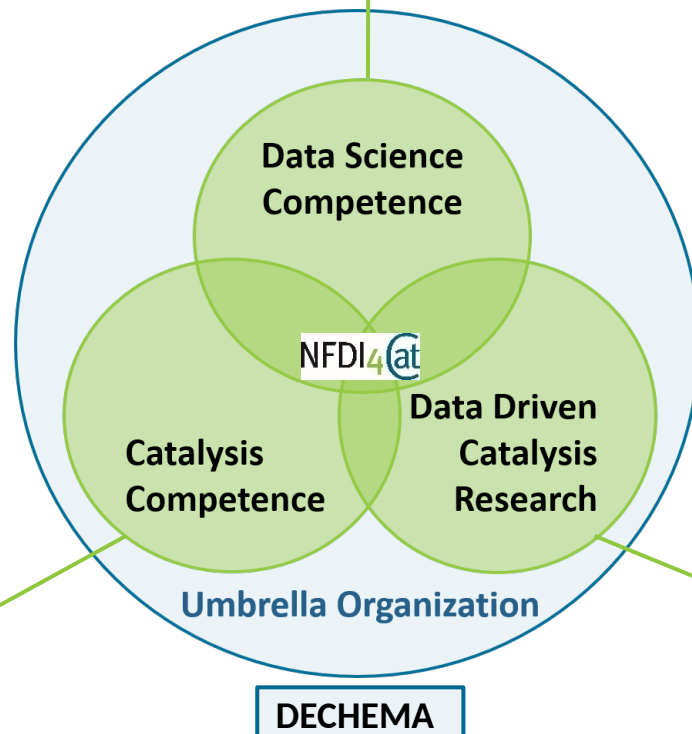 Data Science
Competence
NFDI4Cat
Data Driven
Catalysis
Research
Catalysis
Competence
Umbrella Organization
DECHEMA